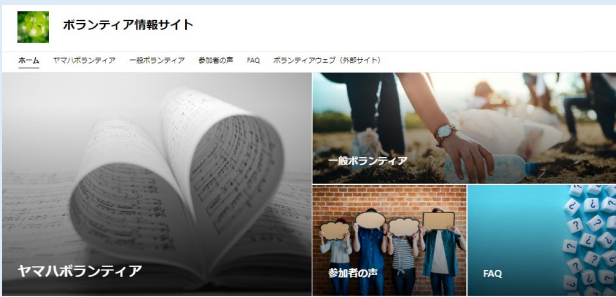 ボランティア情報サイト
ホーム ヤマハボランティア 一般ボランティア 参加者の声 FAQ ボランティアウェブ（外部サイト）
一般ボランティア
ヤマハボランティア
参加者の声
FAQ